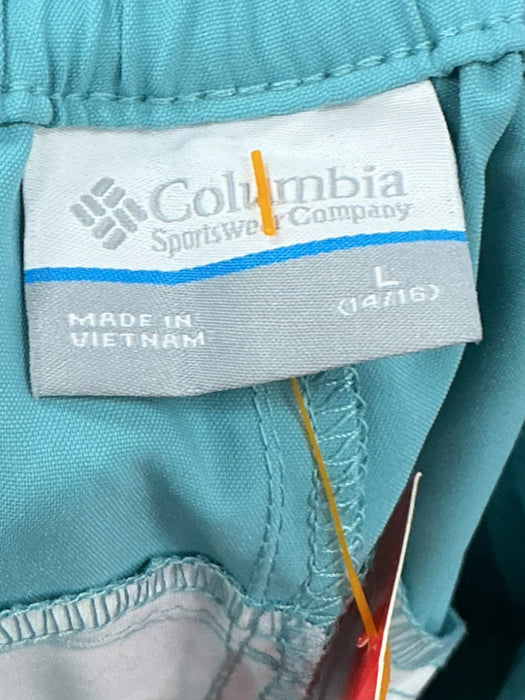 Columbia
Sportswear Company
L
(14/16)
MADE IN
VIETNAM